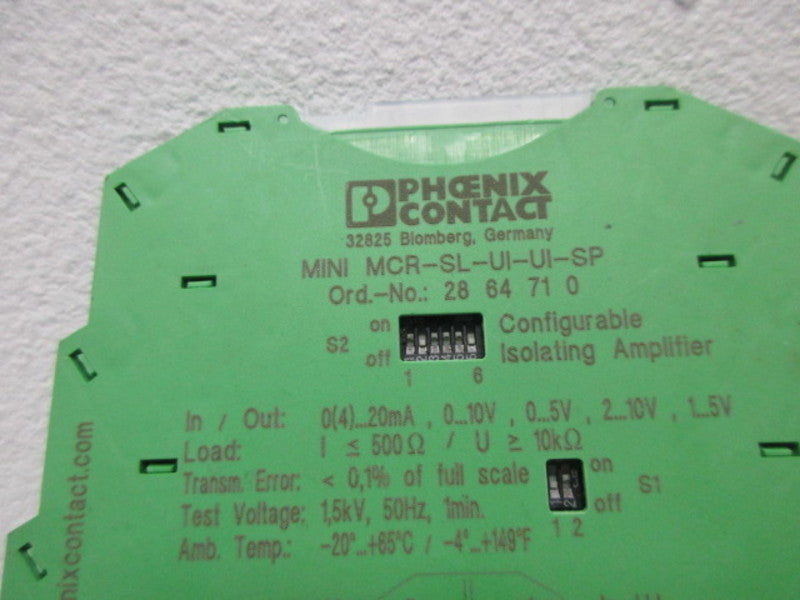 PHŒNIX
CONTACT
32825 Blomberg, Germany
MINI MCR-SL-UI-UI-SP
Ord.-No.: 28 64 71 0
on
S2
off
1 6
Configurable
Isolating Amplifier
In / Out: 0(4)...20mA , 0...10V , 0...5V , 2...10V , 1...5V
Load: I ≤ 500Ω / U ≥ 10kΩ
Transm. Error: < 0,1% of full scale
Test Voltage: 1,5kV, 50Hz, 1min.
Amb. Temp.: -20°...+65°C / -4°...+149°F
on
S1
off
1 2
nixcontact.com